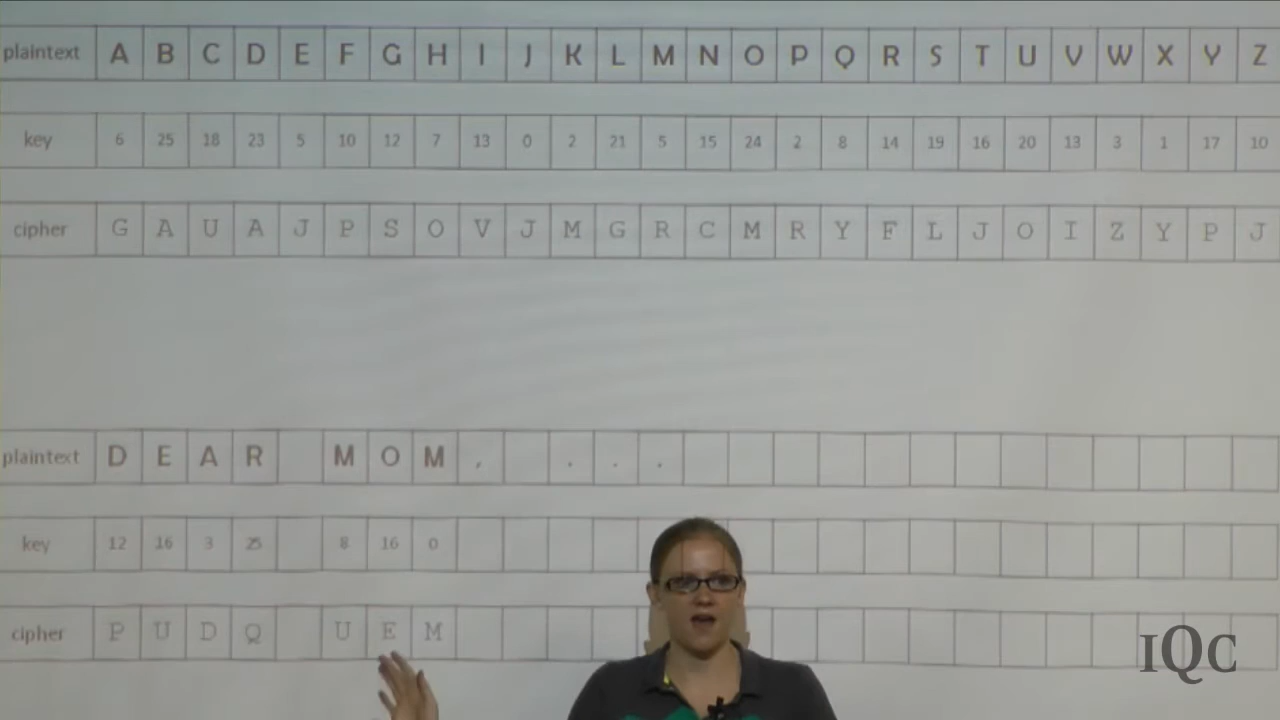 plaintext A B C D E F G H I J K L M N O P Q R S T U V W X Y Z
key 6 25 18 23 5 10 12 7 13 0 2 21 5 15 24 2 8 14 19 16 20 13 3 1 17 10
cipher G A U A J P S O V J M G R C M R Y F L J O I Z Y P J
plaintext D E A R M O M , . . .
key 12 16 3 25 8 16 0
cipher P U D Q U E M
IQC